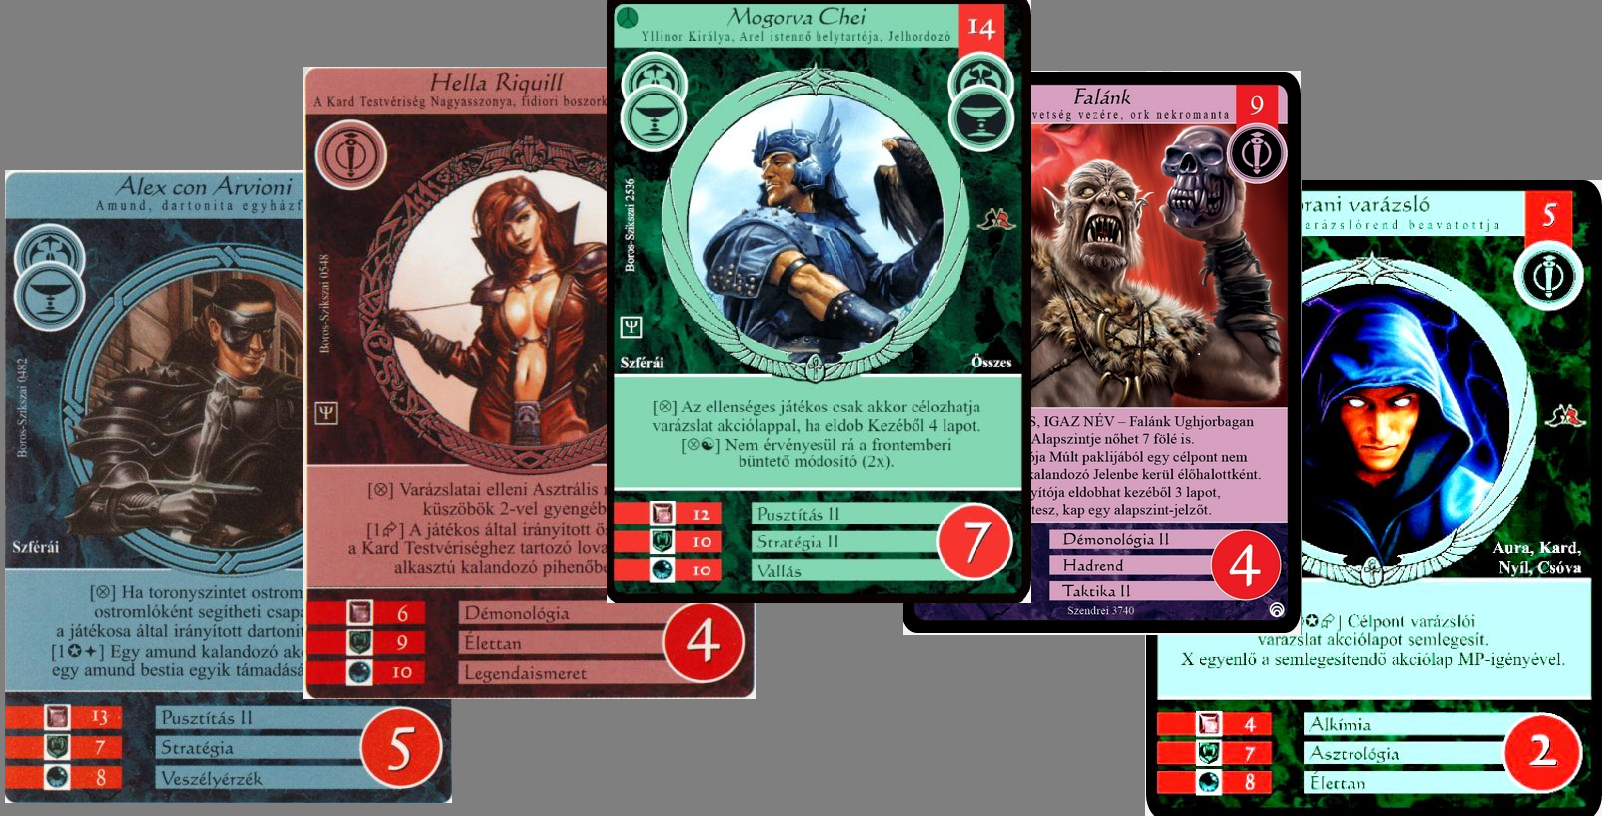 Alex con Arvioni
Amund, dartonita
Boros-Szikszai 0482
Szférái
[⊗] Ha toronyszintet ostrom
ostromlóként segítheti csapa
a játékosa által irányított dartonit
Egy amund kalandozó
egy amund bestia egyik támadásá
13
7
8
Pusztítás II
Stratégia
Veszélyérzék
5
Hella Riquill
A Kard Testvériség Nagyasszonya, fidiori boszork
Boros-Szikszai 0548
Ψ
[⊗] Varázslatai elleni Asztrális
küszöbök 2-vel gyengébb
A játékos által irányított
a Kard Testvériséghez tartozó lova
alkasztú kalandozó pihenőbe
6
9
10
Démonológia
Élettan
Legendaismeret
4
Mogorva Chei
Yllinor Királya, Arel istennő helytartója, Jelhordozó
14
Boros-Szikszai 2536
Ψ
Szférái
Összes
[⊗] Az ellenséges játékos csak akkor célozhatja
varázslat akciólappal, ha eldob Kezéből 4 lapot.
[⊗☯] Nem érvényesül rá a frontemberi
büntető módosító (2x).
12
10
10
Pusztítás II
Stratégia II
Vallás
7
Falánk
vetség vezére, ork nekromanta
9
S, IGAZ NÉV – Falánk Ughjorbagan
Alapszintje nőhet 7 fölé is.
ója Múlt paklijából egy célpont nem
kalandozó Jelenbe kerül élőhalottként.
yítója eldobhat kezéből 3 lapot,
tesz, kap egy alapszint-jelzőt.
Démonológia II
Hadrend
Taktika II
4
Szendrei 3740
rani varázsló
arázslórend beavatottja
5
Aura, Kard,
Nyíl, Csóva
Célpont varázslói
varázslat akciólapot semlegesít.
X egyenlő a semlegesítendő akciólap MP-igényével.
4
7
8
Alkímia
Asztrológia
Élettan
2